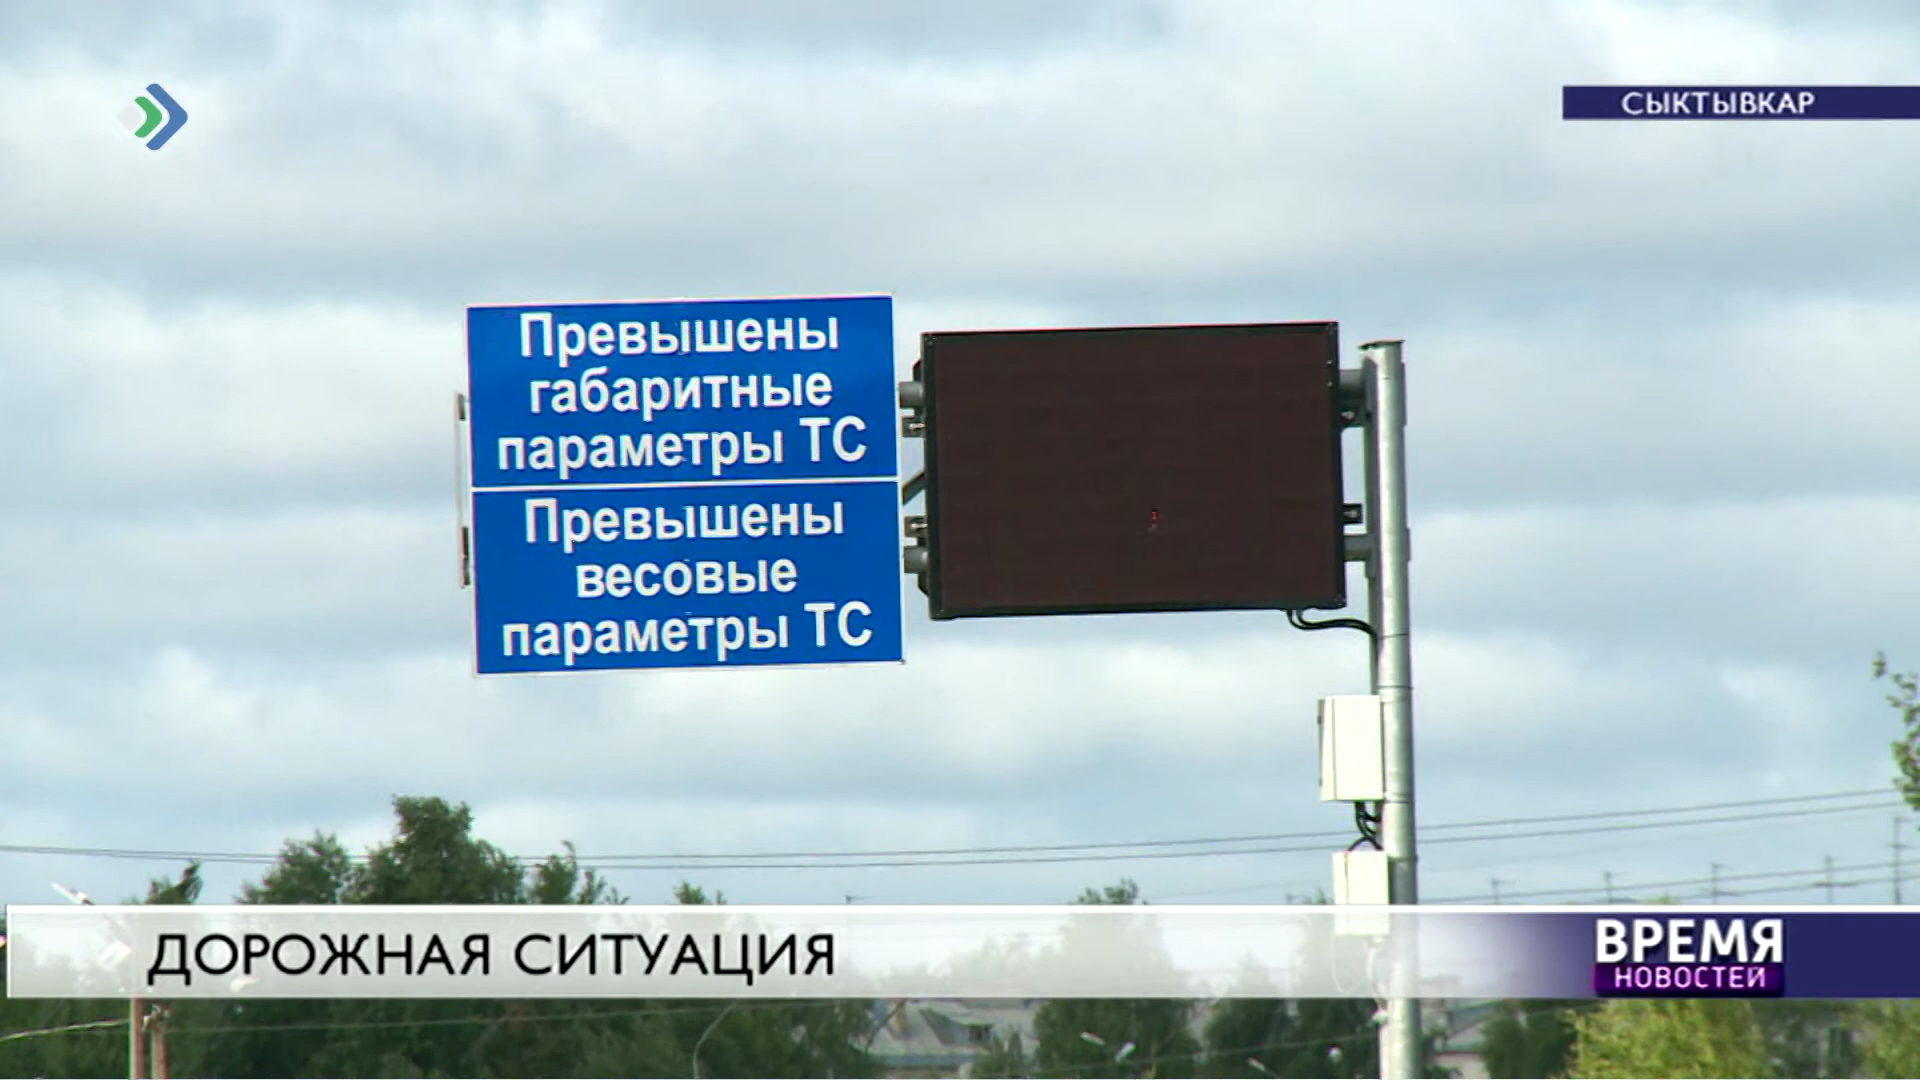 СЫКТЫВКАР
Превышены
габаритные
параметры ТС
Превышены
весовые
параметры ТС
ДОРОЖНАЯ СИТУАЦИЯ
ВРЕМЯ
НОВОСТЕЙ